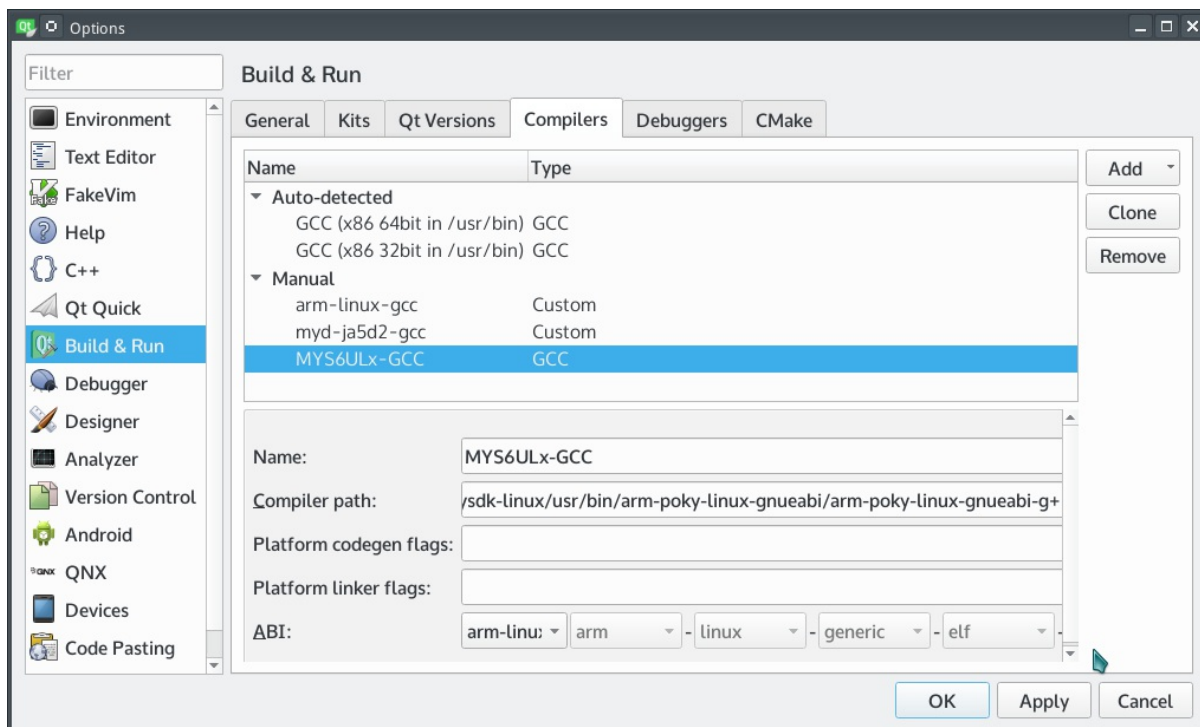 Options
Filter
Build & Run
Environment
Text Editor
FakeVim
Help
C++
Qt Quick
Build & Run
Debugger
Designer
Analyzer
Version Control
Android
QNX
Devices
Code Pasting
General Kits Qt Versions Compilers Debuggers CMake
Name Type
Auto-detected
GCC (x86 64bit in /usr/bin) GCC
GCC (x86 32bit in /usr/bin) GCC
Manual
arm-linux-gcc Custom
myd-ja5d2-gcc Custom
MYS6ULx-GCC GCC
Add
Clone
Remove
Name: MYS6ULx-GCC
Compiler path: ysdk-linux/usr/bin/arm-poky-linux-gnueabi/arm-poky-linux-gnueabi-g+
Platform codegen flags:
Platform linker flags:
ABI: arm-linu: arm - linux - generic - elf -
OK Apply Cancel